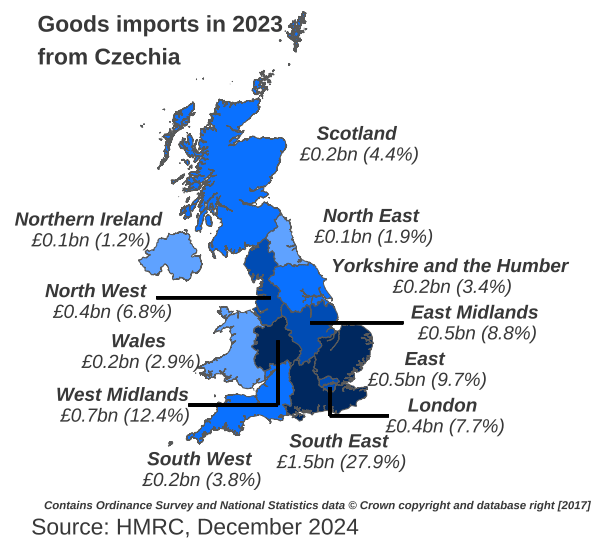 Goods imports in 2023
from Czechia
Scotland
£0.2bn (4.4%)
Northern Ireland
£0.1bn (1.2%)
North East
£0.1bn (1.9%)
Yorkshire and the Humber
£0.2bn (3.4%)
North West
£0.4bn (6.8%)
East Midlands
£0.5bn (8.8%)
Wales
£0.2bn (2.9%)
East
£0.5bn (9.7%)
West Midlands
£0.7bn (12.4%)
London
£0.4bn (7.7%)
South East
£1.5bn (27.9%)
South West
£0.2bn (3.8%)
Contains Ordinance Survey and National Statistics data © Crown copyright and database right [2017]
Source: HMRC, December 2024